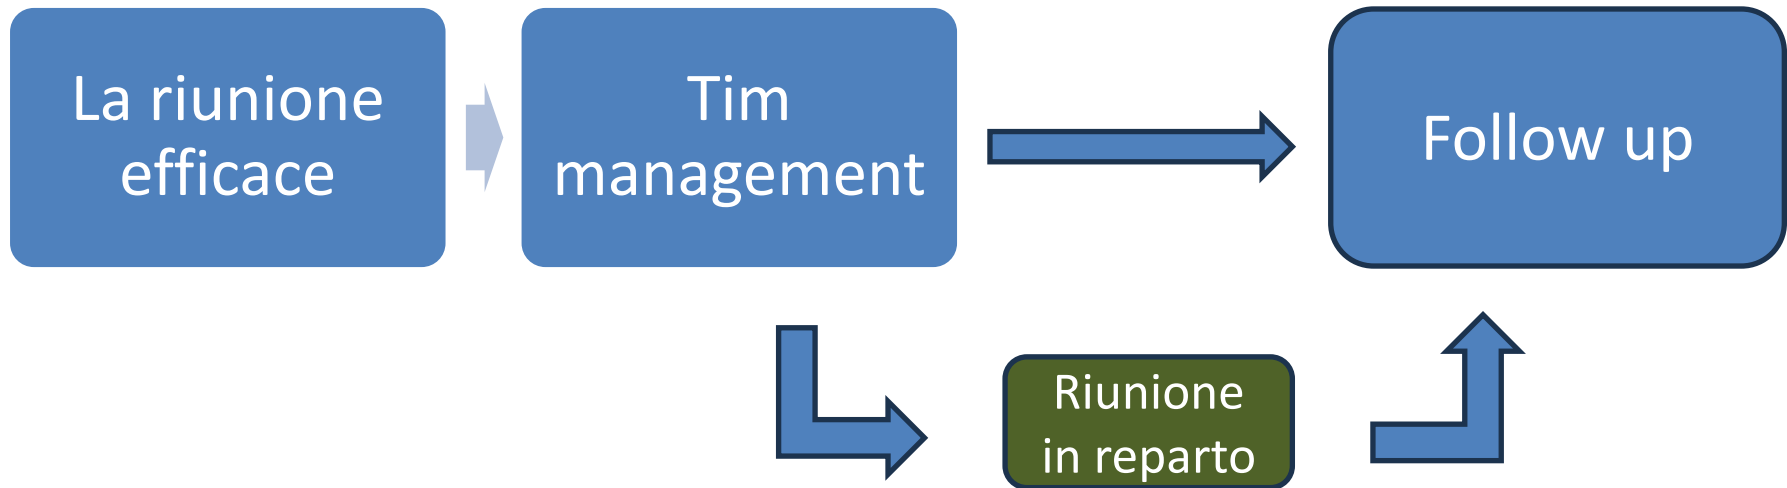 La riunione
efficace
Tim
management
Follow up
Riunione
in reparto